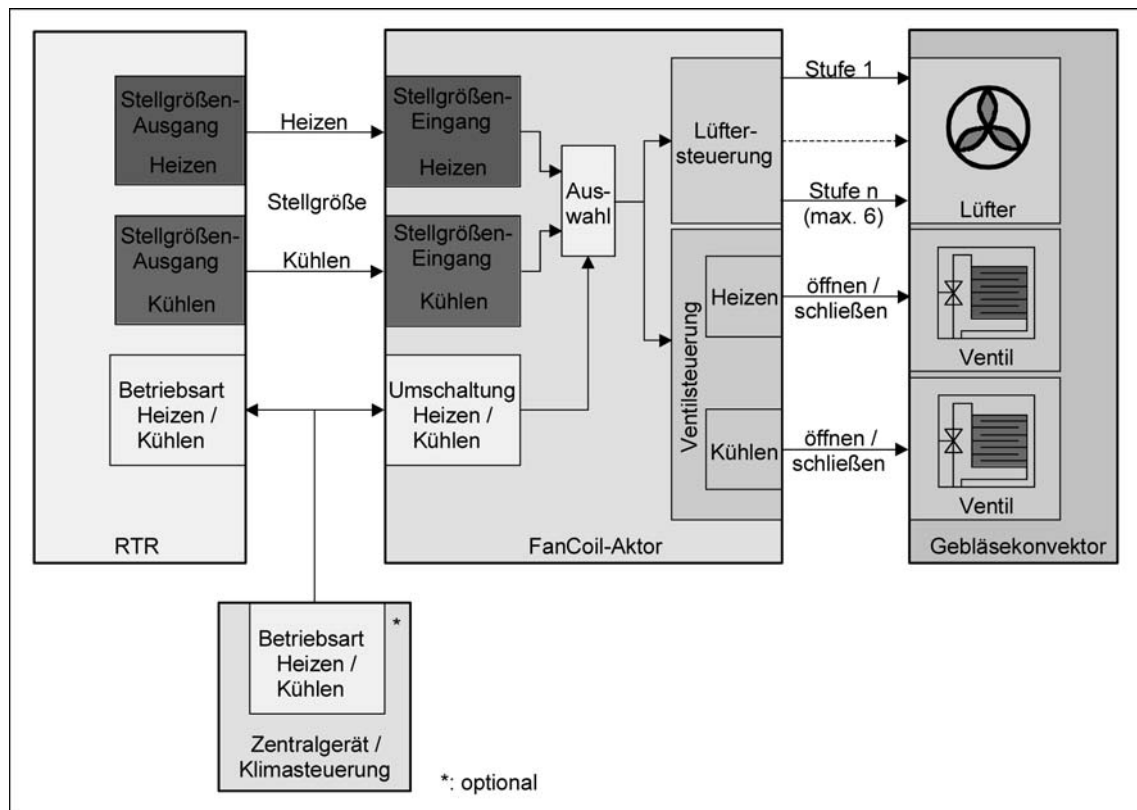 Stellgrößen-
Ausgang
Heizen
Heizen
Stellgrößen-
Eingang
Heizen
Stellgröße
Stellgrößen-
Ausgang
Kühlen
Kühlen
Stellgrößen-
Eingang
Kühlen
Betriebsart
Heizen /
Kühlen
Umschaltung
Heizen /
Kühlen
Aus-
wahl
Lüfter-
steuerung
Ventilsteuerung
Heizen
Kühlen
Stufe 1
Stufe n
(max. 6)
öffnen /
schließen
öffnen /
schließen
Lüfter
Ventil
Ventil
RTR
FanCoil-Aktor
Gebläsekonvektor
Betriebsart
Heizen /
Kühlen
*
Zentralgerät /
Klimasteuerung
*: optional